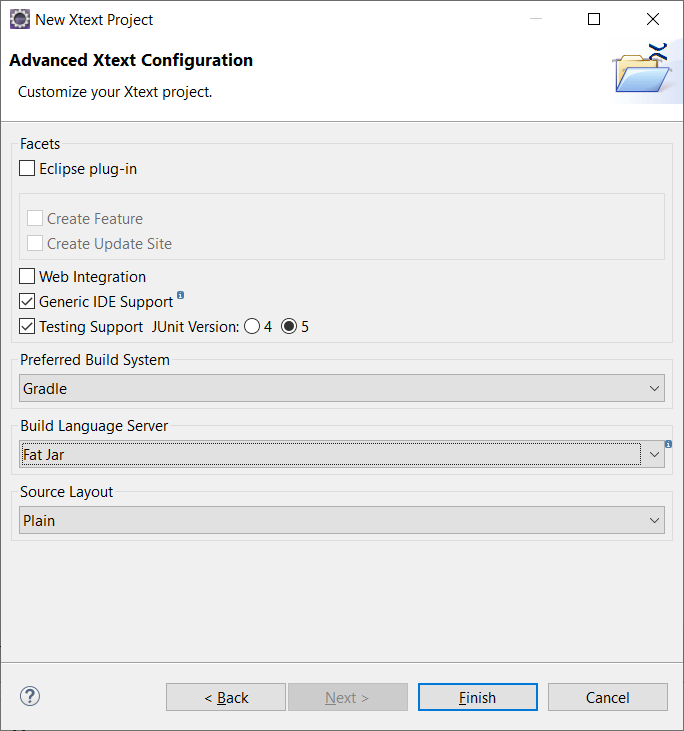 New Xtext Project
Advanced Xtext Configuration
Customize your Xtext project.
Facets
Eclipse plug-in
Create Feature
Create Update Site
Web Integration
Generic IDE Support
Testing Support JUnit Version: 4 5
Preferred Build System
Gradle
Build Language Server
Fat Jar
Source Layout
Plain
? < Back Next > Finish Cancel